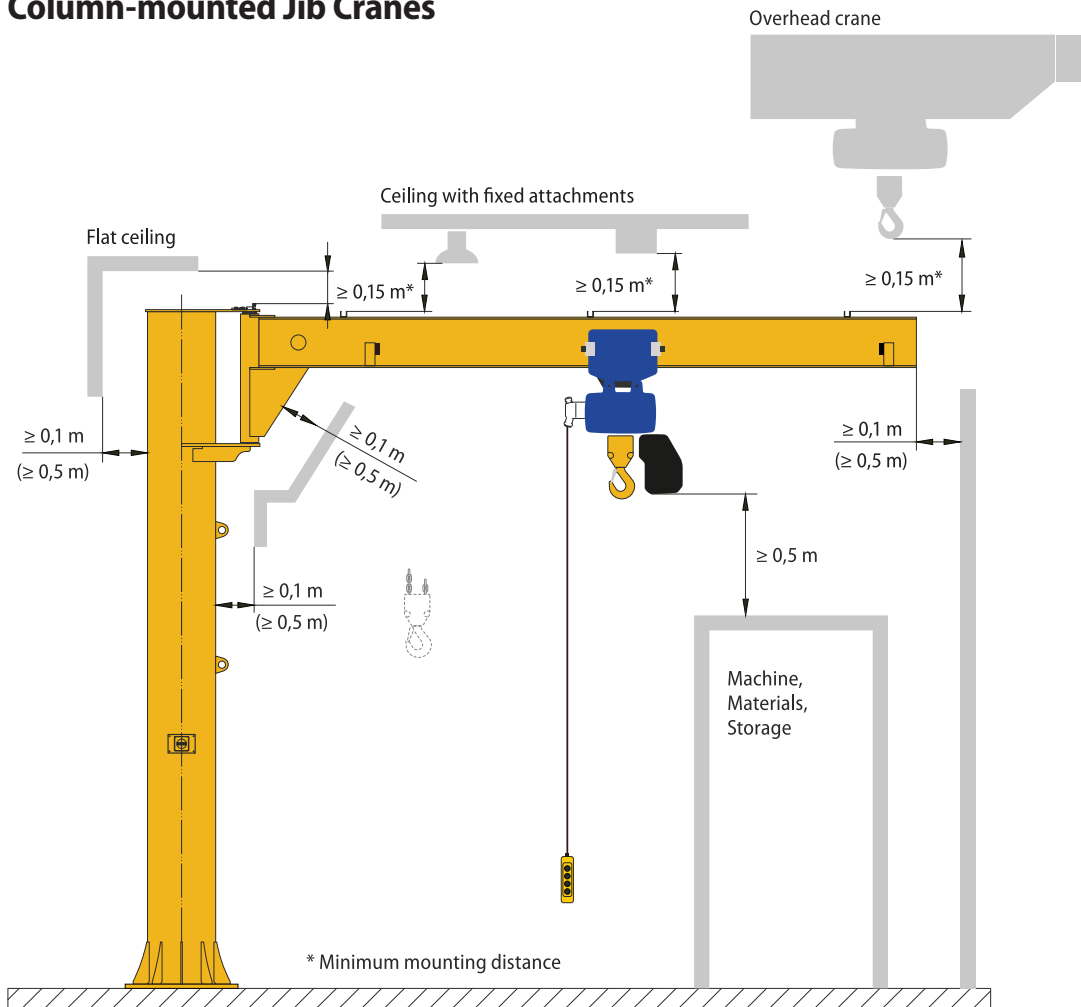 Column-mounted Jib Cranes
Overhead crane
Ceiling with fixed attachments
Flat ceiling
≥ 0,15 m*
≥ 0,15 m*
≥ 0,15 m*
≥ 0,1 m
(≥ 0,5 m)
≥ 0,1 m
(≥ 0,5 m)
≥ 0,1 m
(≥ 0,5 m)
≥ 0,5 m
≥ 0,1 m
(≥ 0,5 m)
Machine,
Materials,
Storage
* Minimum mounting distance